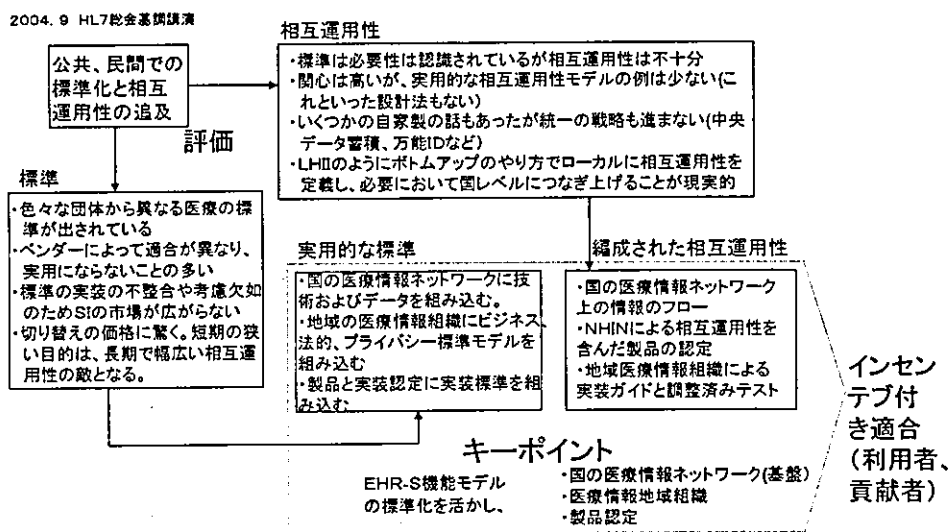 2004. 9 HL7総会基調講演
公共、民間での
標準化と相互
運用性の追及
評価
相互運用性
・標準は必要性は認識されているが相互運用性は不十分
・関心は高いが、実用的な相互運用性モデルの例は少ない(こ
れといった設計法もない)
・いくつかの自家製の話もあったが統一の戦略も進まない(中央
データ蓄積、万能IDなど)
・LHIIのようにボトムアップのやり方でローカルに相互運用性を
定義し、必要において国レベルにつなぎ上げることが現実的
標準
・色々な団体から異なる医療の標
準が出されている
・ベンダーによって適合が異なり、
実用にならないことの多い
・標準の実装の不整合や考慮欠如
のためSIの市場が広がらない
・切り替えの価格に驚く。短期の狭
い目的は、長期で幅広い相互運
用性の敵となる。
実用的な標準
・国の医療情報ネットワークに技
術およびデータを組み込む。
・地域の医療情報組織にビジネス、
法的、プライバシー標準モデルを
組み込む
・製品と実装認定に実装標準を組
み込む
編成された相互運用性
・国の医療情報ネットワーク
上の情報のフロー
・NHINによる相互運用性を
含んだ製品の認定
・地域医療情報組織による
実装ガイドと調整済みテスト
インセン
テブ付
き適合
(利用者、
貢献者)
キーポイント
EHR-S機能モデル
の標準化を活かし、
・国の医療情報ネットワーク(基盤)
・医療情報地域組織
・製品認定